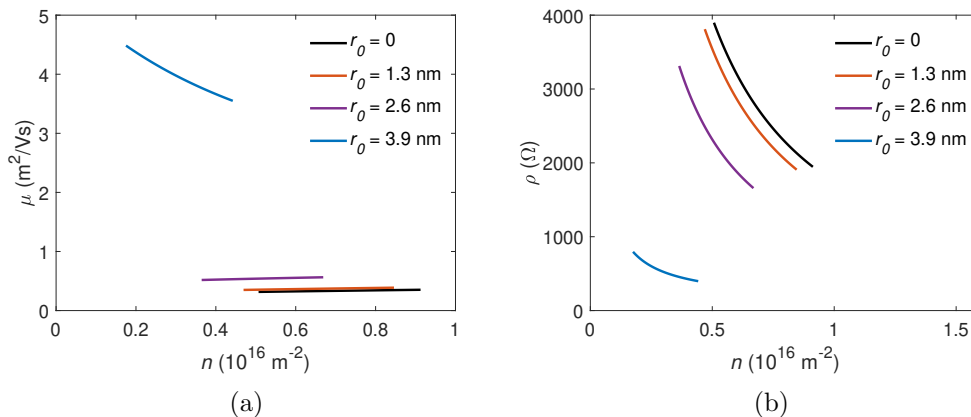 5
4
3
2
1
0
μ (m²/Vs)
0 0.2 0.4 0.6 0.8 1
n (10¹⁶ m⁻²)
r₀ = 0
r₀ = 1.3 nm
r₀ = 2.6 nm
r₀ = 3.9 nm
(a)
4000
3000
2000
1000
0
ρ (Ω)
0 0.5 1 1.5
n (10¹⁶ m⁻²)
r₀ = 0
r₀ = 1.3 nm
r₀ = 2.6 nm
r₀ = 3.9 nm
(b)